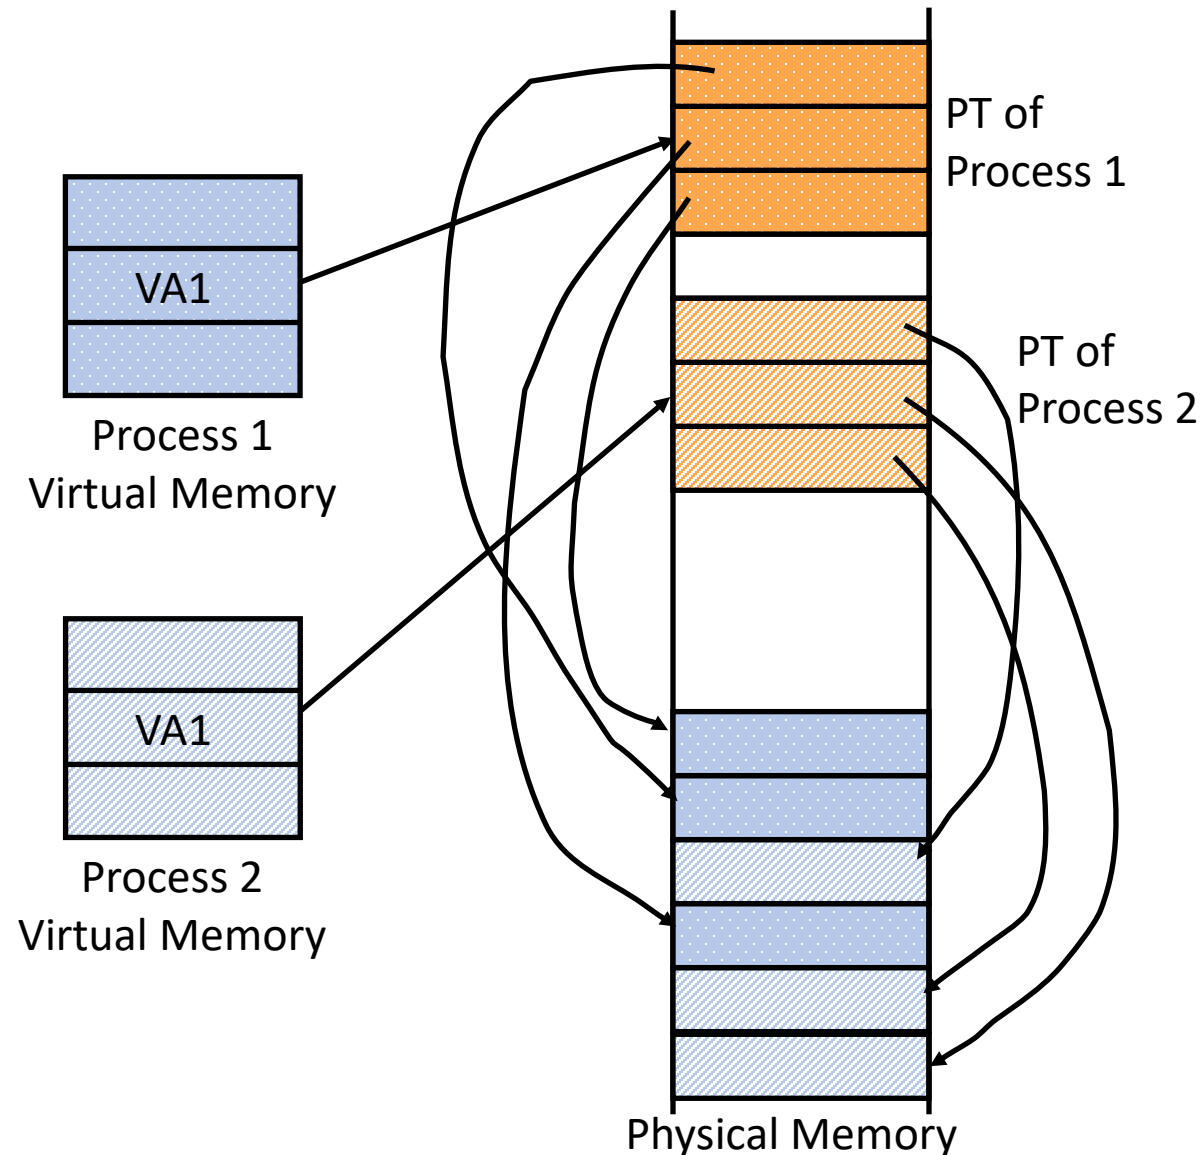 PT of
Process 1
VA1
Process 1
Virtual Memory
PT of
Process 2
VA1
Process 2
Virtual Memory
Physical Memory